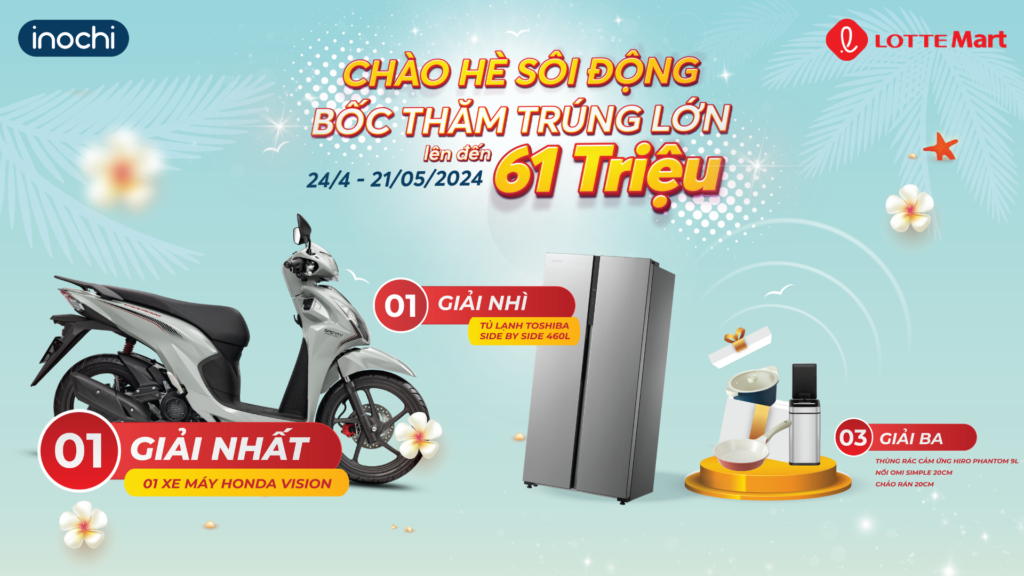 inochi
LOTTE Mart
CHÀO HÈ SÔI ĐỘNG
BỐC THĂM TRÚNG LỚN
lên đến
61 Triệu
24/4 - 21/05/2024
01 GIẢI NHÌ
TỦ LẠNH TOSHIBA
SIDE BY SIDE 460L
01 GIẢI NHẤT
01 XE MÁY HONDA VISION
03 GIẢI BA
THÙNG RÁC CẢM ỨNG HIRO PHANTOM 9L
NỒI OMI SIMPLE 20CM
CHẢO RÁN 20CM